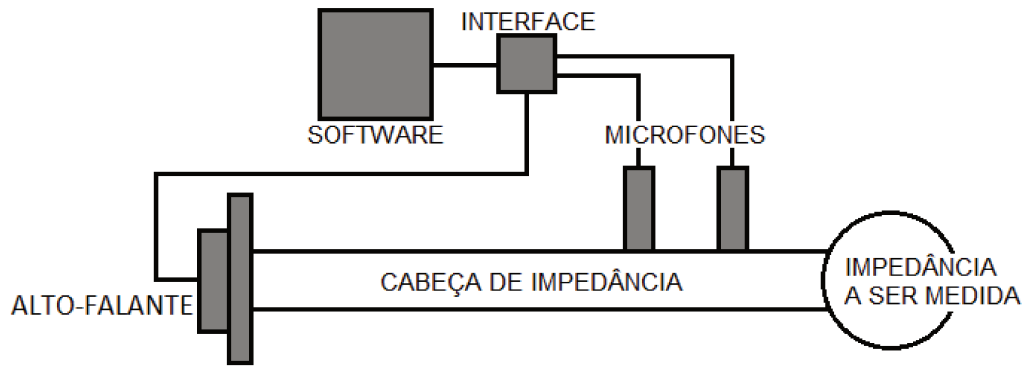 INTERFACE
SOFTWARE
MICROFONES
CABEÇA DE IMPEDÂNCIA
IMPEDÂNCIA
A SER MEDIDA
ALTO-FALANTE